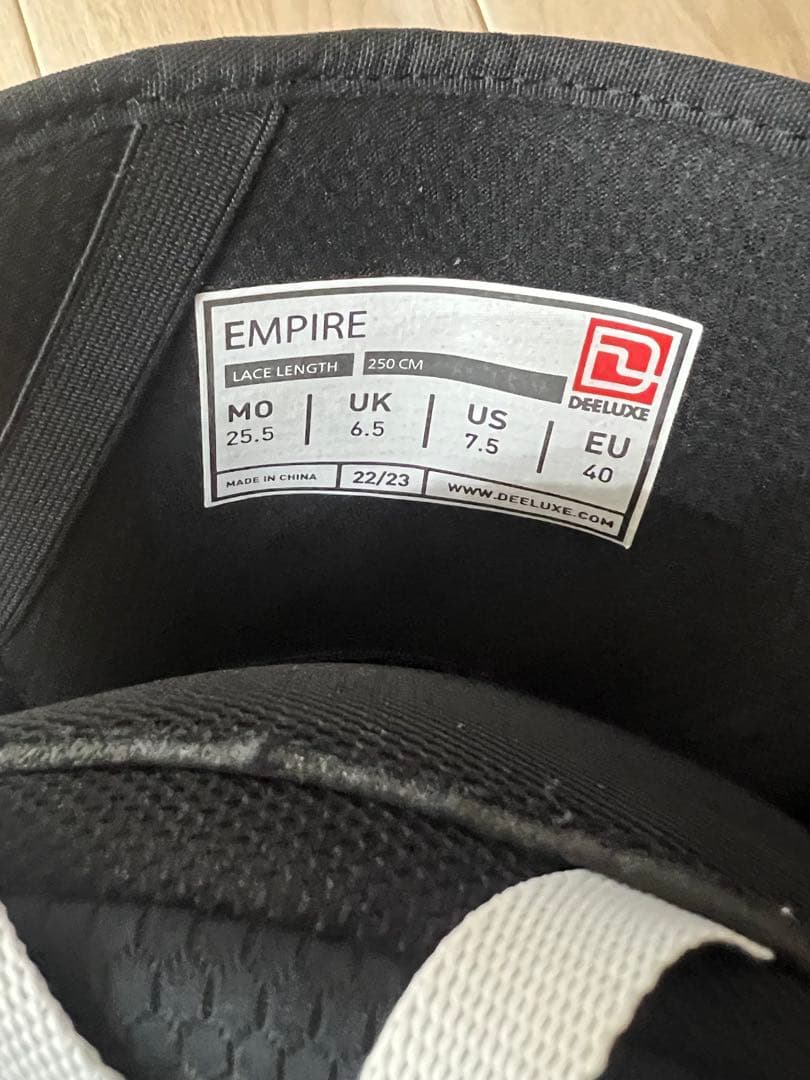 EMPIRE
LACE LENGTH 250 CM
DEELUXE
MO UK US EU
25.5 6.5 7.5 40
MADE IN CHINA 22/23 WWW.DEELUXE.COM